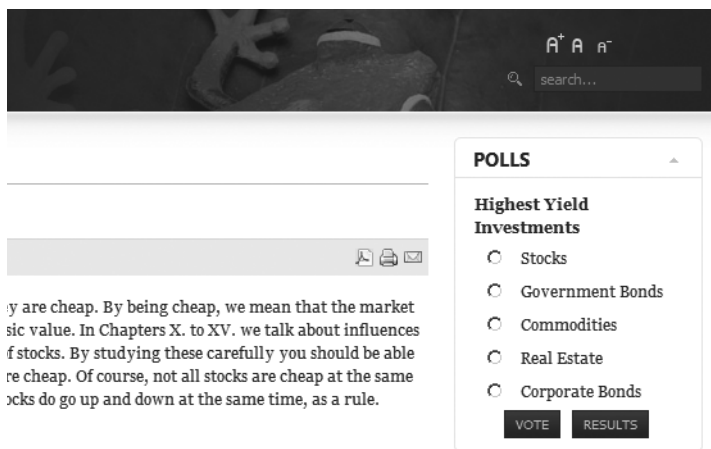 A+ A A-
search...
POLLS
Highest Yield
Investments
Stocks
Government Bonds
Commodities
Real Estate
Corporate Bonds
VOTE RESULTS
are cheap. By being cheap, we mean that the market
value. In Chapters X. to XV. we talk about influences
of stocks. By studying these carefully you should be able
cheap. Of course, not all stocks are cheap at the same
do go up and down at the same time, as a rule.